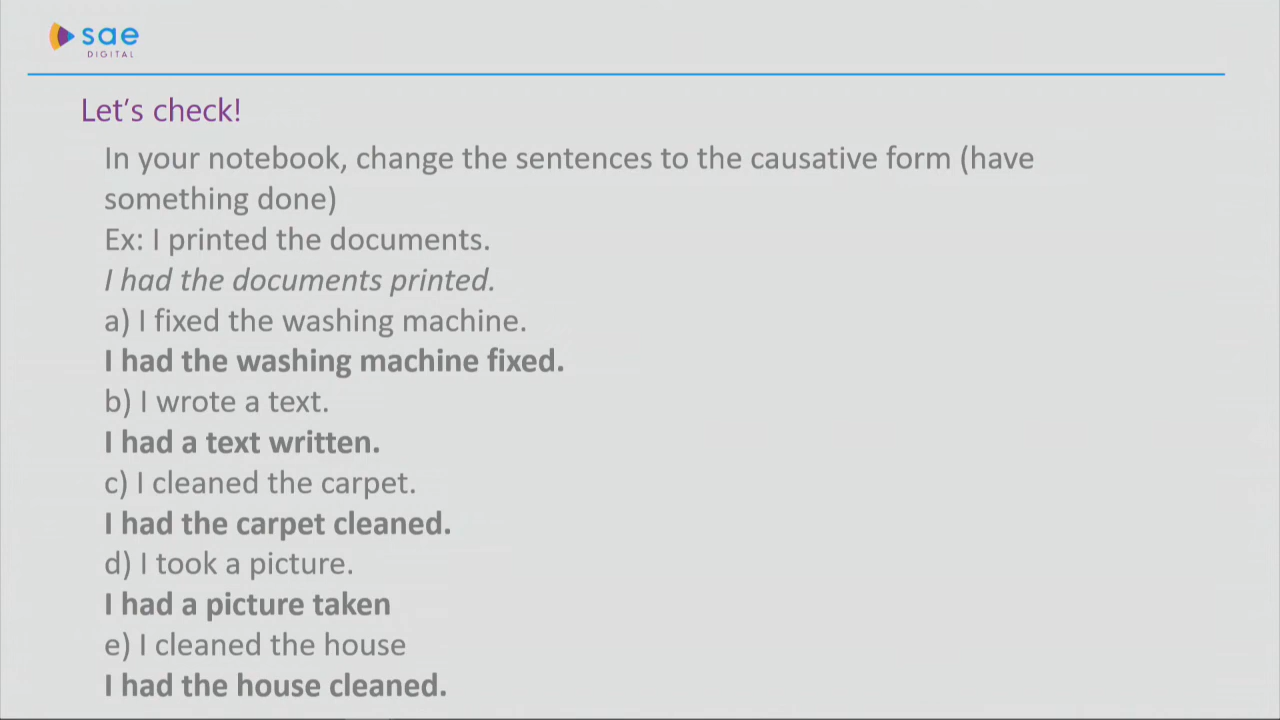 sae
DIGITAL
Let's check!
In your notebook, change the sentences to the causative form (have
something done)
Ex: I printed the documents.
I had the documents printed.
a) I fixed the washing machine.
I had the washing machine fixed.
b) I wrote a text.
I had a text written.
c) I cleaned the carpet.
I had the carpet cleaned.
d) I took a picture.
I had a picture taken
e) I cleaned the house
I had the house cleaned.